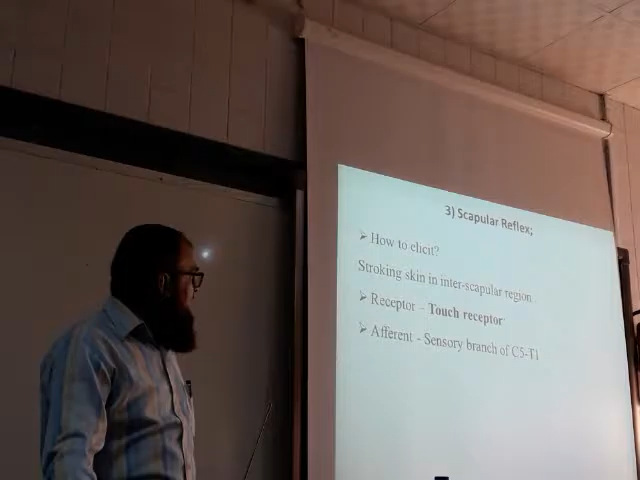 3) Scapular Reflex;
➢ How to elicit?
Stroking skin in inter-scapular region
➢ Receptor – Touch receptor
➢ Afferent - Sensory branch of C5-T1